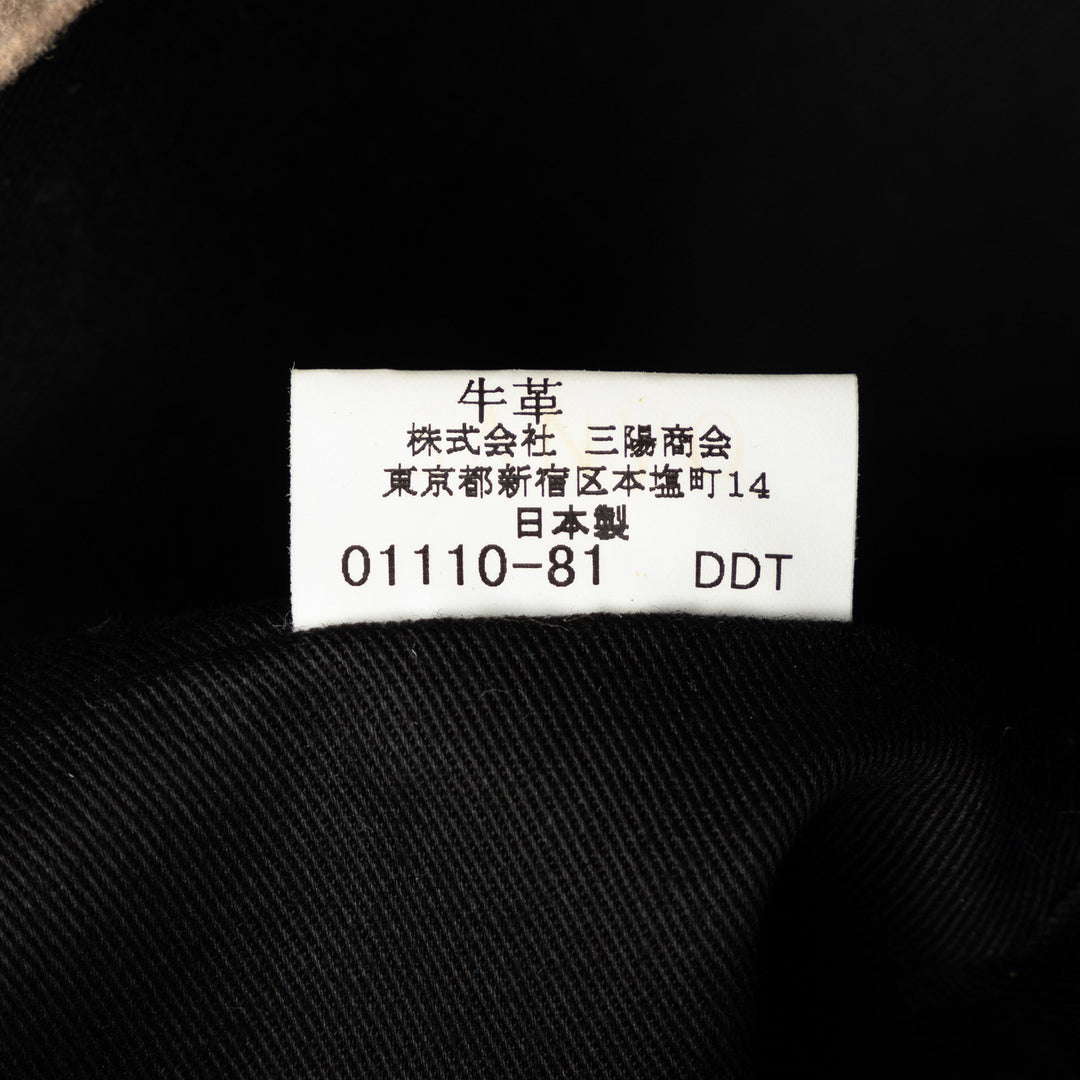 牛革
株式会社 三陽商会
東京都新宿区本塩町14
日本製
01110-81 DDT